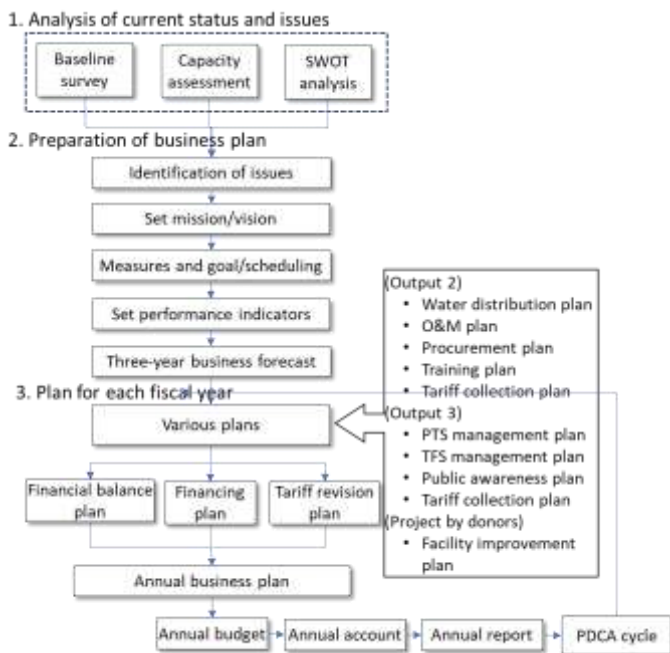 1. Analysis of current status and issues
Baseline
survey
Capacity
assessment
SWOT
analysis
2. Preparation of business plan
Identification of issues
Set mission/vision
Measures and goal/scheduling
Set performance indicators
Three-year business forecast
(Output 2)
• Water distribution plan
• O&M plan
• Procurement plan
• Training plan
• Tariff collection plan
(Output 3)
• PTS management plan
• TFS management plan
• Public awareness plan
• Tariff collection plan
(Project by donors)
• Facility improvement
plan
3. Plan for each fiscal year
Various plans
Financial balance
plan
Financing
plan
Tariff revision
plan
Annual business plan
Annual budget
Annual account
Annual report
PDCA cycle